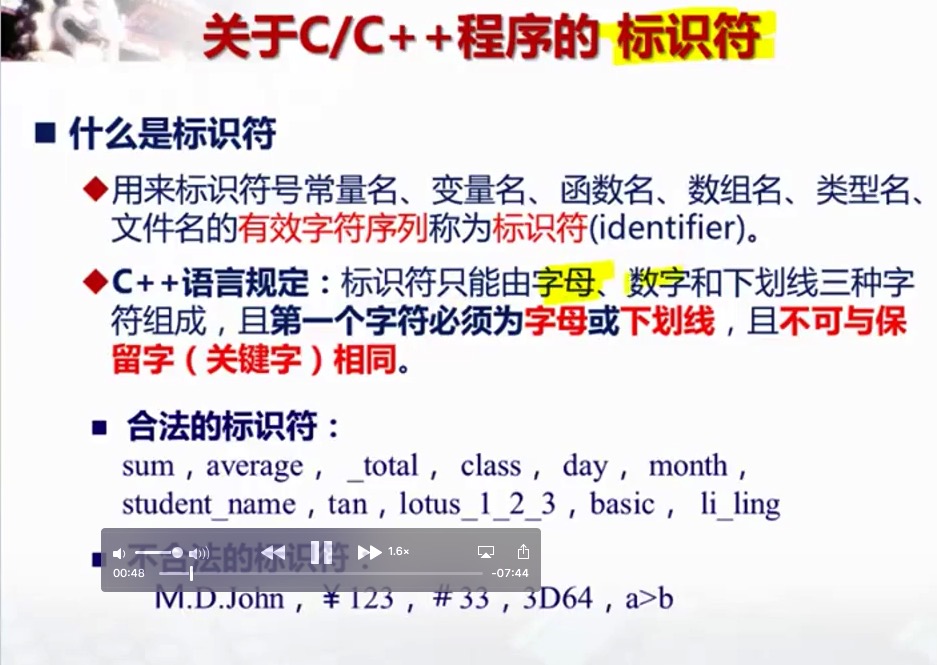 关于C/C++程序的 标识符
■ 什么是标识符
◆用来标识符号常量名、变量名、函数名、数组名、类型名、
文件名的有效字符序列称为标识符(identifier)。
◆C++语言规定：标识符只能由字母、数字和下划线三种字
符组成，且第一个字符必须为字母或下划线，且不可与保
留字（关键字）相同。
■ 合法的标识符：
sum，average， _total， class， day， month，
student_name，tan，lotus_1_2_3，basic， li_ling
■ 不合法的标识符：
1.6×
00:48 -07:44
M.D.John，￥123，＃33，3D64，a>b